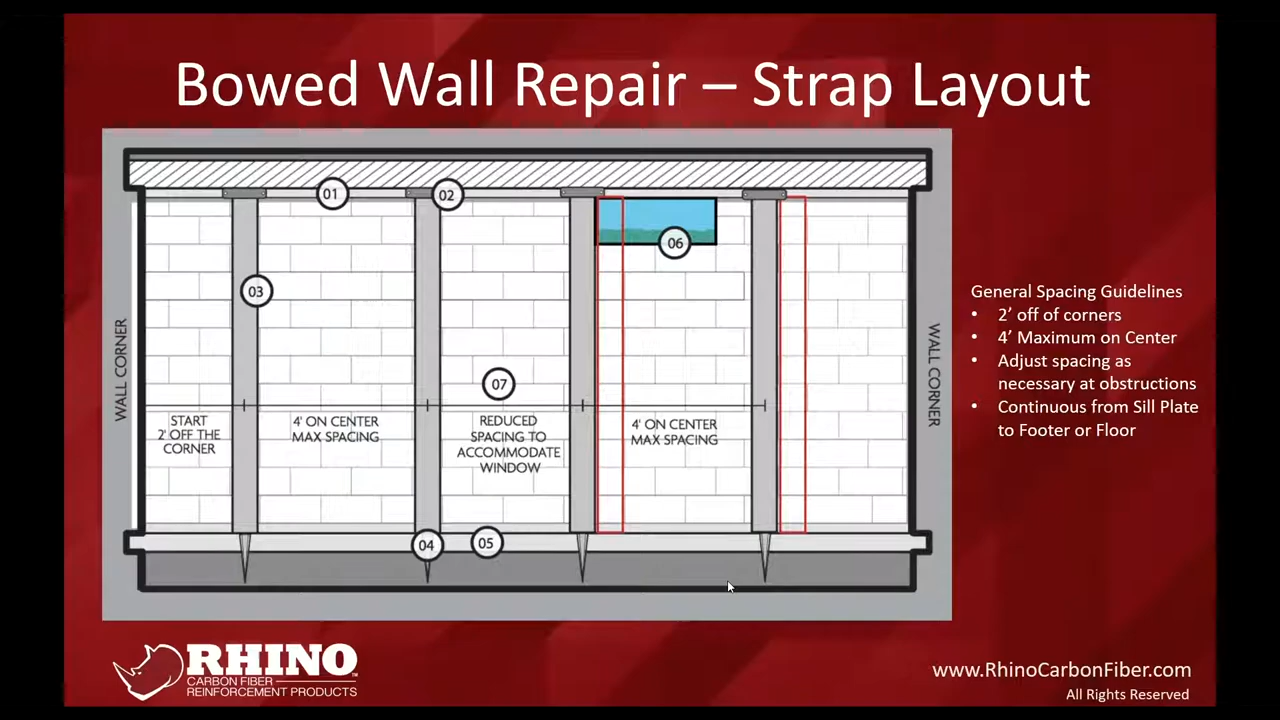 Bowed Wall Repair – Strap Layout
01
02
03
06
07
WALL CORNER
WALL CORNER
START
2' OFF THE
CORNER
4' ON CENTER
MAX SPACING
REDUCED
SPACING TO
ACCOMMODATE
WINDOW
4' ON CENTER
MAX SPACING
04
05
General Spacing Guidelines
• 2’ off of corners
• 4’ Maximum on Center
• Adjust spacing as
necessary at obstructions
• Continuous from Sill Plate
to Footer or Floor
RHINO™
CARBON FIBER
REINFORCEMENT PRODUCTS
www.RhinoCarbonFiber.com
All Rights Reserved